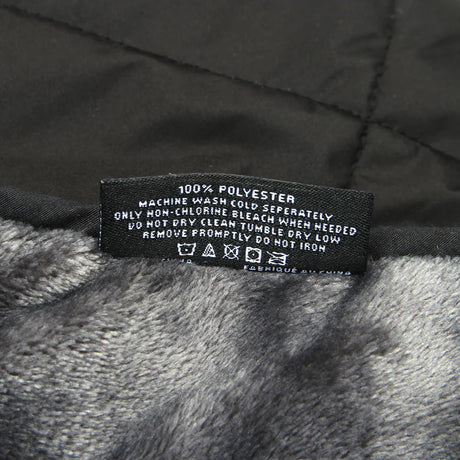 100% POLYESTER
MACHINE WASH COLD SEPERATELY
ONLY NON-CHLORINE BLEACH WHEN NEEDED
DO NOT DRY CLEAN TUMBLE DRY LOW
REMOVE PROMPTLY DO NOT IRON
FABRIQUÉ AU CHINA